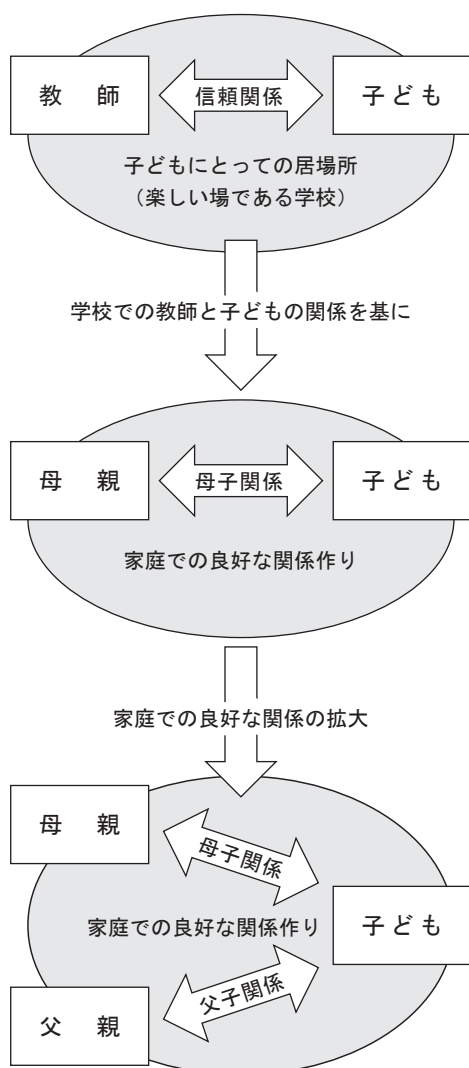 教　師
信頼関係
子ども
子どもにとっての居場所
（楽しい場である学校）
学校での教師と子どもの関係を基に
母　親
母子関係
子ども
家庭での良好な関係作り
家庭での良好な関係の拡大
母　親
母子関係
家庭での良好な関係作り
子ども
父子関係
父　親